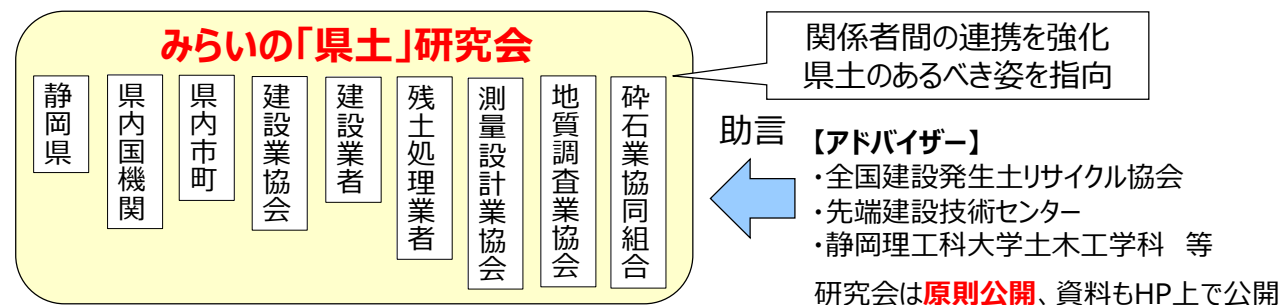 みらいの「県土」研究会
静岡県
県内国機関
県内市町
建設業協会
建設業者
残土処理業者
測量設計業協会
地質調査業協会
砕石業協同組合
関係者間の連携を強化
県土のあるべき姿を指向
助言
【アドバイザー】
・全国建設発生土リサイクル協会
・先端建設技術センター
・静岡理工科大学土木工学科 等
研究会は原則公開、資料もHP上で公開